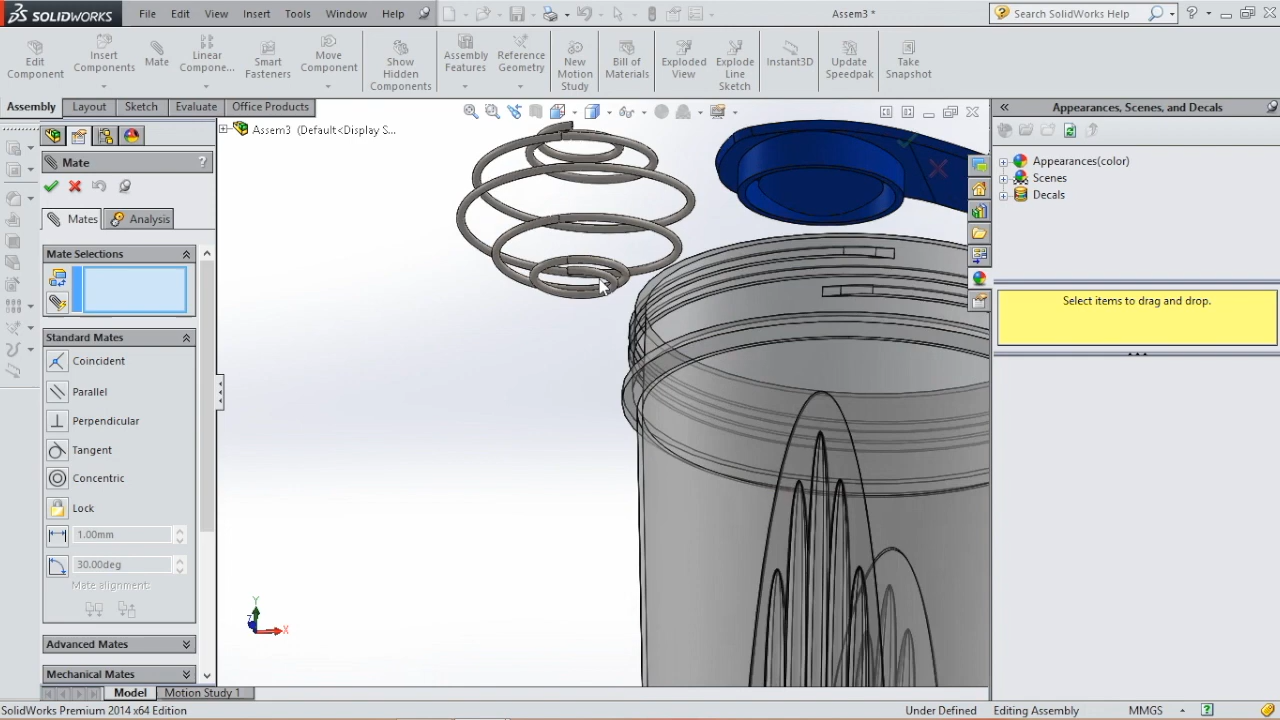 SOLIDWORKS File Edit View Insert Tools Window Help Assem3 * Search SolidWorks Help
Edit Component
Insert Components
Mate
Linear Compone...
Smart Fasteners
Move Component
Show Hidden Components
Assembly Features
Reference Geometry
New Motion Study
Bill of Materials
Exploded View
Explode Line Sketch
Instant3D
Update Speedpak
Take Snapshot
Assembly Layout Sketch Evaluate Office Products
Appearances, Scenes, and Decals
Assem3 (Default<Display S...
Mate ?
Mates Analysis
Mate Selections
Standard Mates
Coincident
Parallel
Perpendicular
Tangent
Concentric
Lock
1.00mm
30.00deg
Mate alignment:
Advanced Mates
Mechanical Mates
Appearances(color)
Scenes
Decals
Select items to drag and drop.
Y
Z
X
Model Motion Study 1
SolidWorks Premium 2014 x64 Edition Under Defined Editing Assembly MMGS